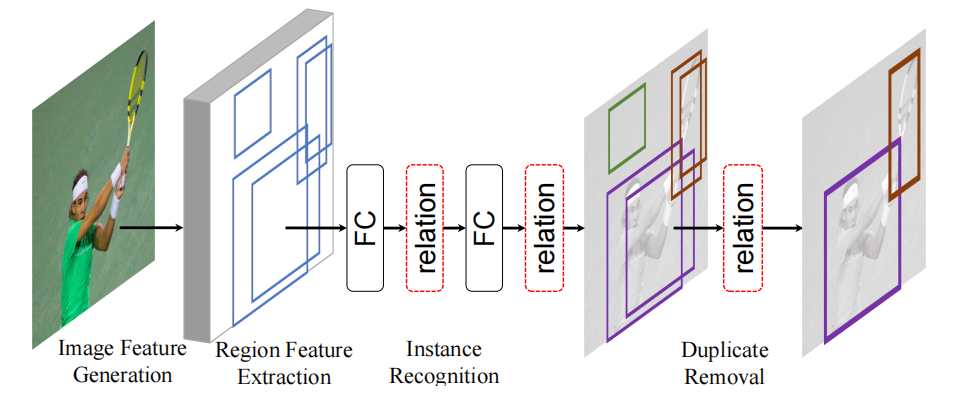 FC
relation
FC
relation
relation
Image Feature
Generation
Region Feature
Extraction
Instance
Recognition
Duplicate
Removal